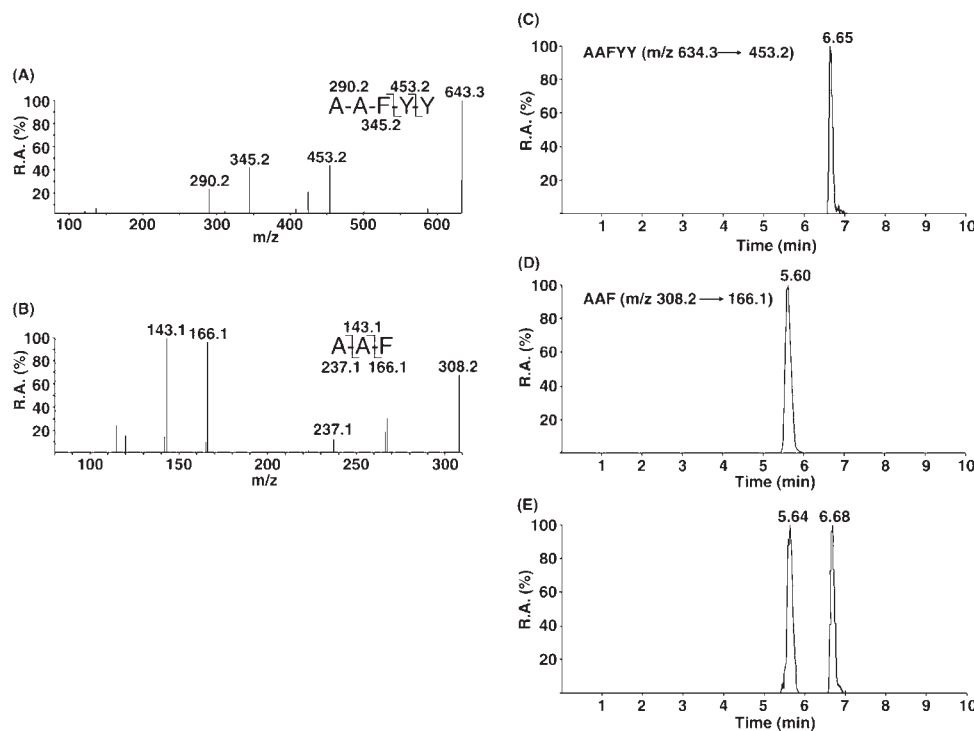 (A)
290.2 453.2 643.3
A-A-F-Y-Y
345.2
R.A. (%)
100
80
60
40
20
290.2
345.2
453.2
100 200 300 400 500 600
m/z
(B)
143.1 166.1
143.1
A-A-F
237.1 166.1
308.2
237.1
R.A. (%)
100
80
60
40
20
100 150 200 250 300
m/z
(C)
AAFYY (m/z 634.3 → 453.2)
6.65
R.A. (%)
100
80
60
40
20
1 2 3 4 5 6 7 8 9 10
Time (min)
(D)
AAF (m/z 308.2 → 166.1)
5.60
R.A. (%)
100
80
60
40
20
1 2 3 4 5 6 7 8 9 10
Time (min)
(E)
5.64 6.68
R.A. (%)
100
80
60
40
20
1 2 3 4 5 6 7 8 9 10
Time (min)